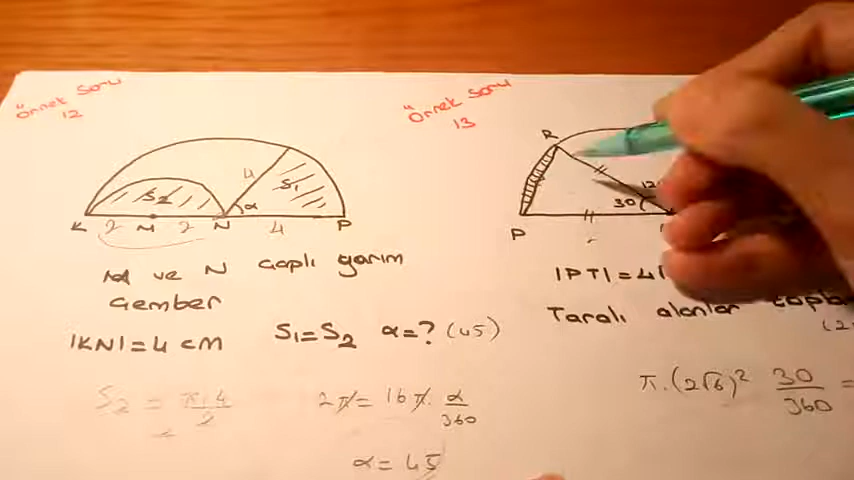 Örnek Soru
12
4
S2
S1
α
K 2 M 2 N 4 P
M ve N çaplı yarım
çember
|KN|=4 cm
S1=S2 α=? (45)
S2 = π.4/2
2π = 16π. α/360
α = 45
Örnek Soru
13
R
12
30
P
|PT|=4
Taralı alanlar
π.(2√6)² 30/360 =